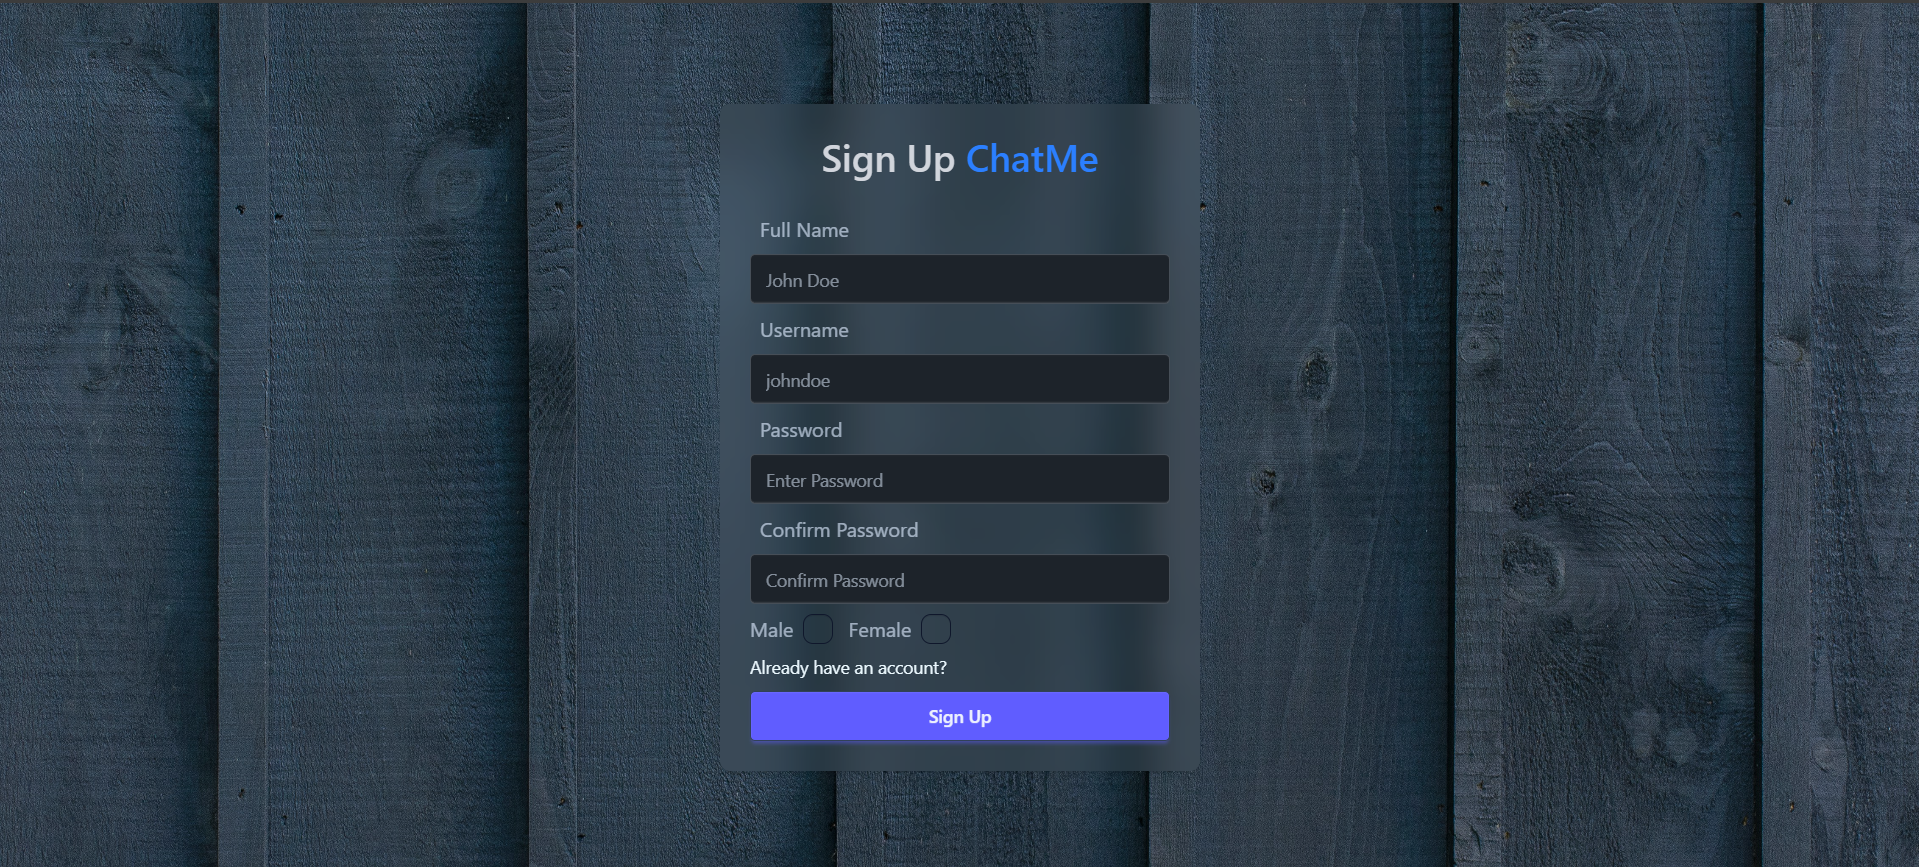 Sign Up ChatMe
Full Name
John Doe
Username
johndoe
Password
Enter Password
Confirm Password
Confirm Password
Male Female
Already have an account?
Sign Up